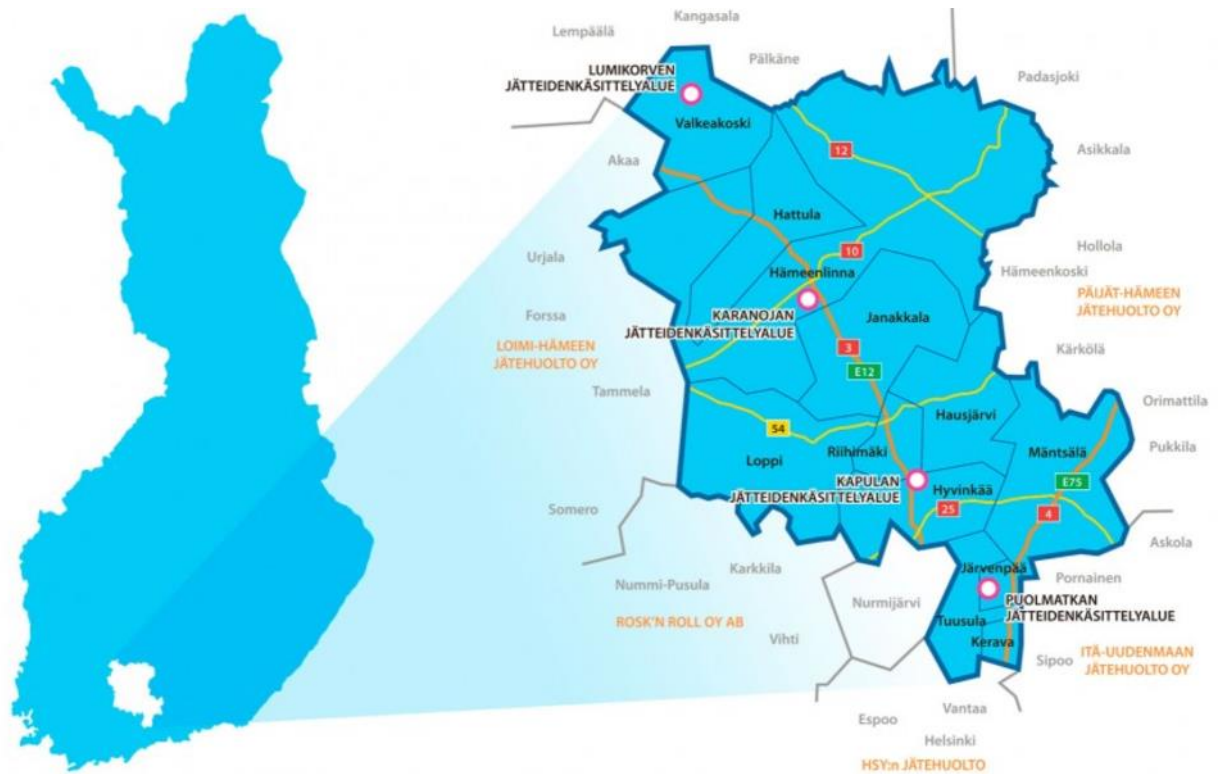 Kangasala
Lempäälä
Pälkäne
LUMIKORVEN
JÄTTEIDENKÄSITTELYALUE
Padasjoki
Valkeakoski
12
Asikkala
Akaa
Hattula
Hollola
Urjala
10
Hämeenlinna
Hämeenkoski
PÄIJÄT-HÄMEEN
JÄTEHUOLTO OY
Forssa
KARANOJAN
JÄTTEIDENKÄSITTELYALUE
Janakkala
LOIMI-HÄMEEN
JÄTEHUOLTO OY
3
Kärkölä
E12
Tammela
Orimattila
Hausjärvi
54
Pukkila
Loppi
Riihimäki
Mäntsälä
KAPULAN
JÄTTEIDENKÄSITTELYALUE
E75
Hyvinkää
Somero
25
4
Askola
Karkkila
Järvenpää
Pornainen
Nummi-Pusula
Nurmijärvi
PUOLMATKAN
JÄTTEIDENKÄSITTELYALUE
ROSK'N ROLL OY AB
Tuusula
Vihti
Kerava
Sipoo
ITÄ-UUDENMAAN
JÄTEHUOLTO OY
Vantaa
Espoo
Helsinki
HSY:n JÄTEHUOLTO